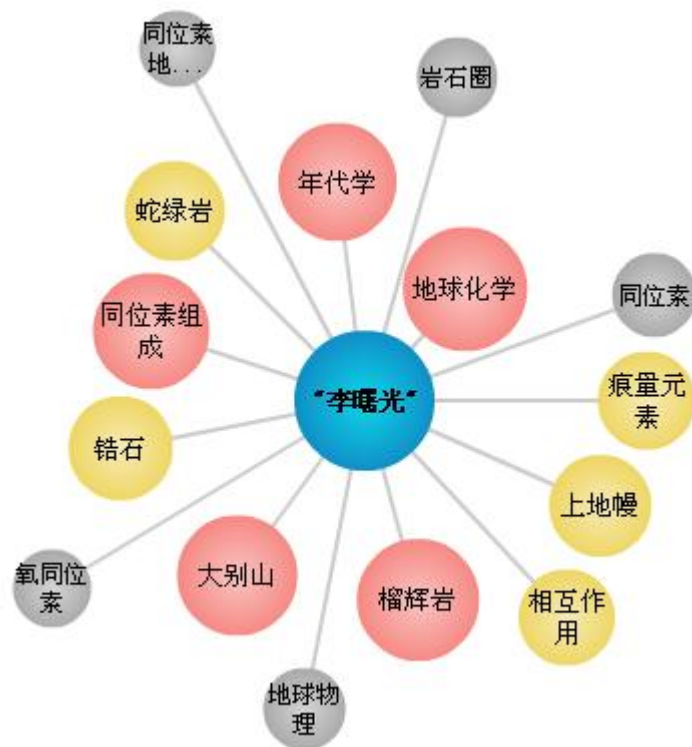 同位素
地...
岩石圈
年代学
蛇绿岩
地球化学
同位素
同位素组
成
"李曙光"
痕量元
素
锆石
上地幔
大别山
榴辉岩
氧同位
素
相互作
用
地球物
理